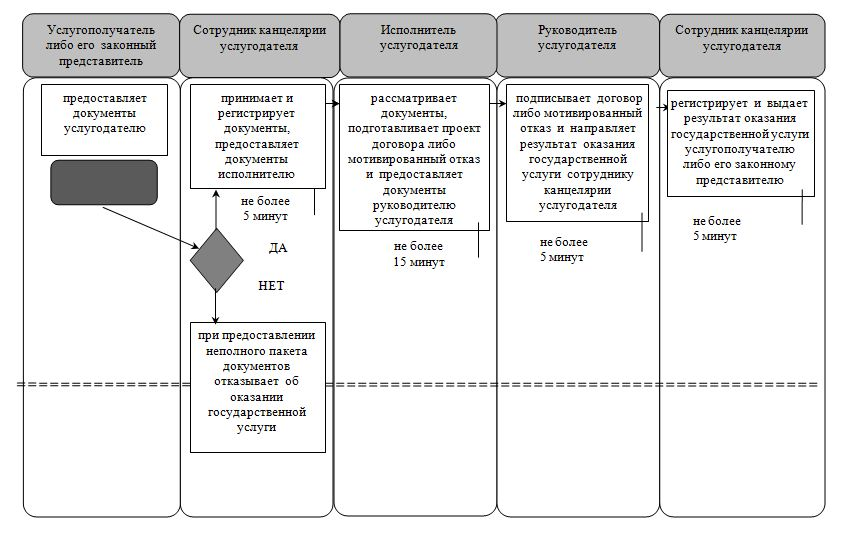 Услугополучатель
либо его законный
представитель
Сотрудник канцелярии
услугодателя
Исполнитель
услугодателя
Руководитель
услугодателя
Сотрудник канцелярии
услугодателя
предоставляет
документы
услугодателю
принимает и
регистрирует
документы,
предоставляет
документы
исполнителю
не более
5 минут
ДА
НЕТ
при предоставлении
неполного пакета
документов
отказывает об
оказании
государственной
услуги
рассматривает
документы,
подготавливает проект
договора либо
мотивированный отказ
и предоставляет
документы
руководителю
услугодателя
не более
15 минут
подписывает договор
либо мотивированный
отказ и направляет
результат оказания
государственной
услуги сотруднику
канцелярии
услугодателя
не более
5 минут
регистрирует и выдает
результат оказания
государственной услуги
услугополучателю
либо его законному
представителю
не более
5 минут